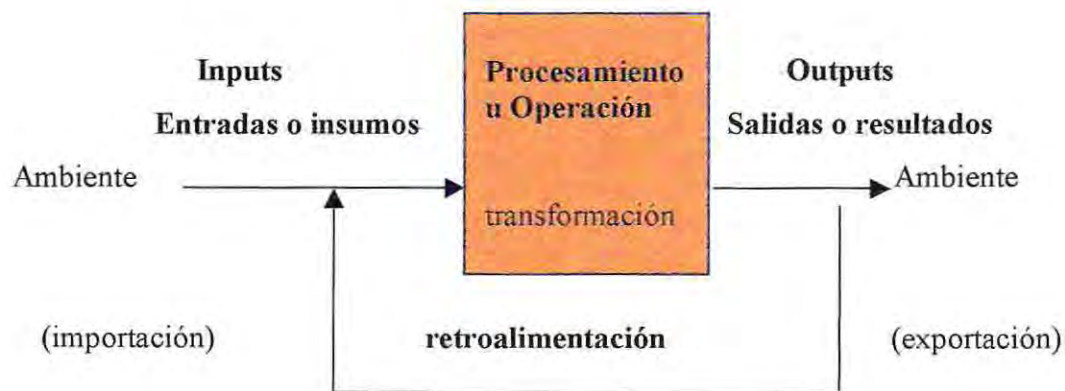 Inputs
Entradas o insumos
Ambiente
(importación)
Procesamiento
u Operación
transformación
retroalimentación
Outputs
Salidas o resultados
Ambiente
(exportación)